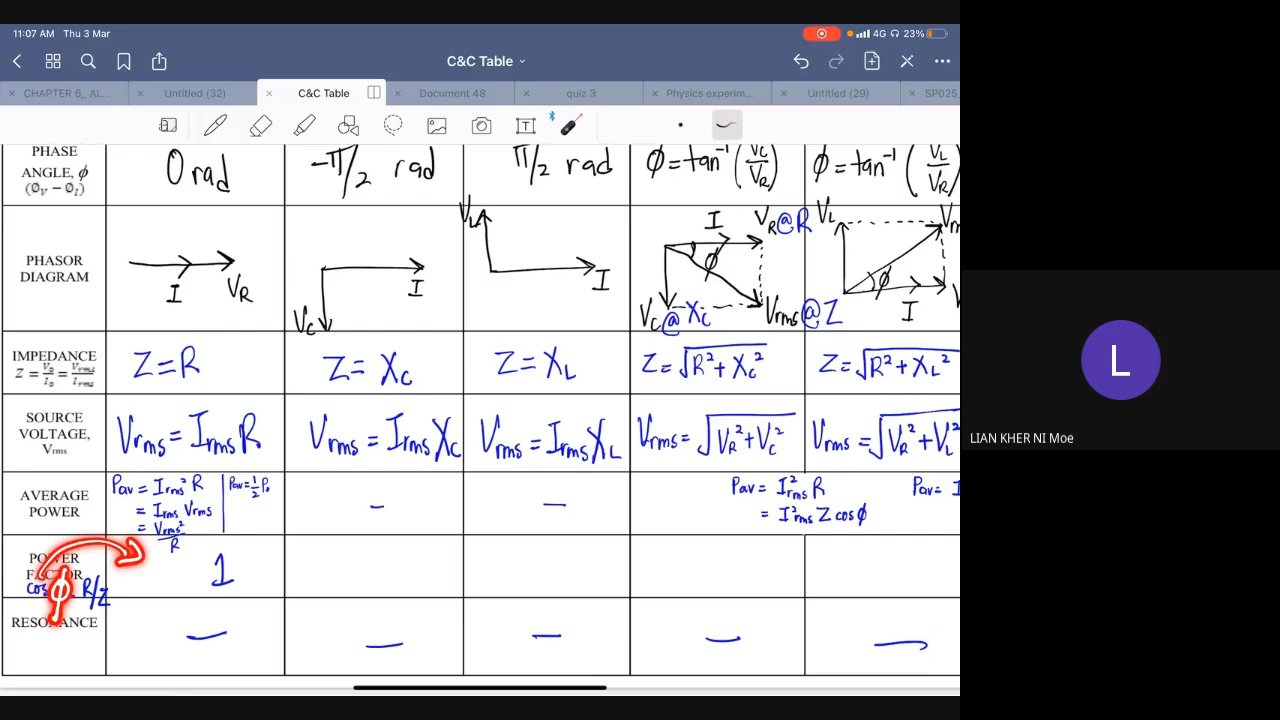 11:07 AM Thu 3 Mar
4G 23%
C&C Table
CHAPTER 6_ AL...
Untitled (32)
C&C Table
Document 48
quiz 3
Physics experim...
Untitled (29)
SP025_
PHASE ANGLE, ϕ (∅V − ∅I)
0 rad
-π/2 rad
π/2 rad
ϕ = tan⁻¹ (VC/VR)
ϕ = tan⁻¹ (VL/VR)
PHASOR DIAGRAM
I VR
VC I
VL I
I VR@R ϕ VC@XC Vrms@Z
VL ϕ I
IMPEDANCE Z = V0/I0 = Vrms/Irms
Z = R
Z = XC
Z = XL
Z = √R² + XC²
Z = √R² + XL²
SOURCE VOLTAGE, Vrms
Vrms = Irms R
Vrms = Irms XC
Vrms = Irms XL
Vrms = √VR² + VC²
Vrms = √VR² + VL²
AVERAGE POWER
Pav = Irms² R
= Irms Vrms
= Vrms²/R
Pav = ½ P0
–
–
Pav = I²rms R
= I²rms Z cos ϕ
Pav = I
POWER FACTOR
cos ϕ R/Z
1
RESONANCE
–
–
–
–
–
L
LIAN KHER NI Moe